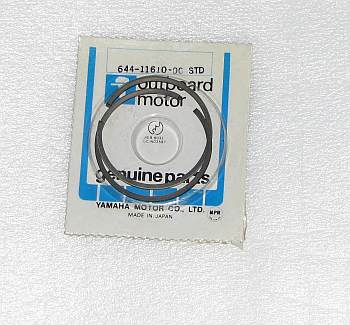 644-11610-00 STD
outboard
motor
genuine parts
YAMAHA MOTOR CO., LTD.
MADE IN JAPAN